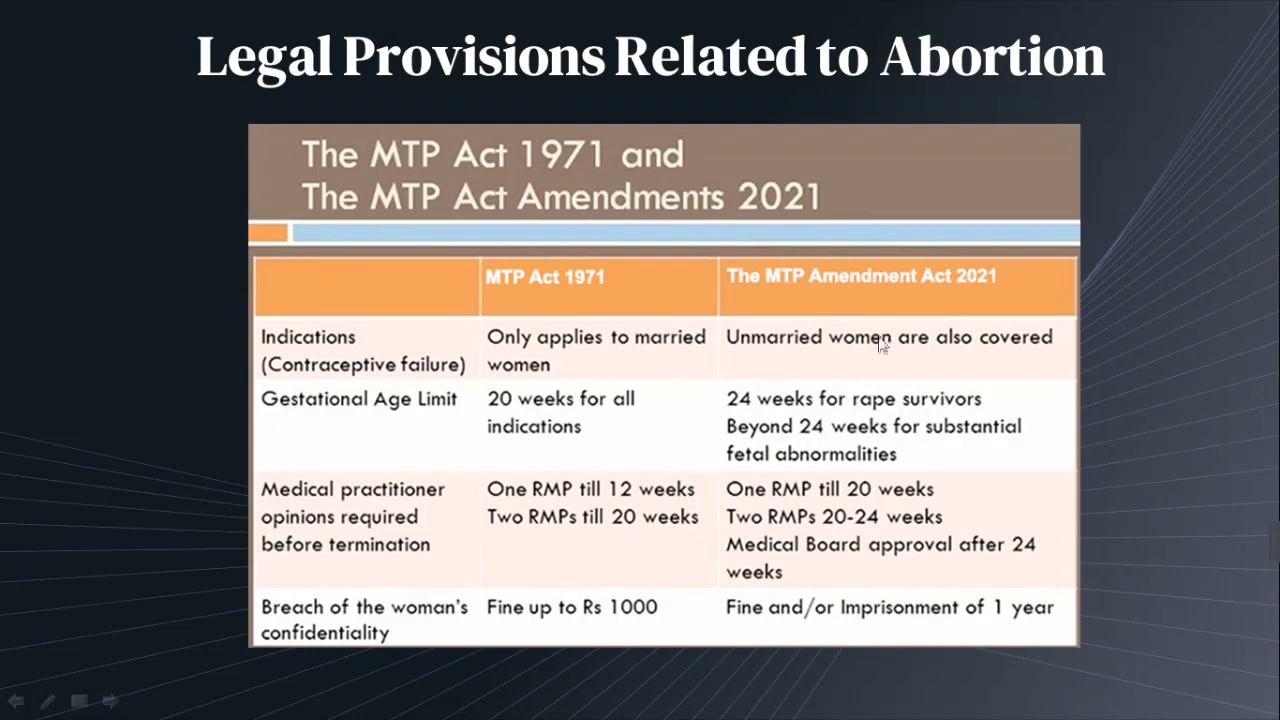 Legal Provisions Related to Abortion
The MTP Act 1971 and
The MTP Act Amendments 2021
MTP Act 1971
The MTP Amendment Act 2021
Indications
(Contraceptive failure)
Only applies to married
women
Unmarried women are also covered
Gestational Age Limit
20 weeks for all
indications
24 weeks for rape survivors
Beyond 24 weeks for substantial
fetal abnormalities
Medical practitioner
opinions required
before termination
One RMP till 12 weeks
Two RMPs till 20 weeks
One RMP till 20 weeks
Two RMPs 20-24 weeks
Medical Board approval after 24
weeks
Breach of the woman's
confidentiality
Fine up to Rs 1000
Fine and/or Imprisonment of 1 year